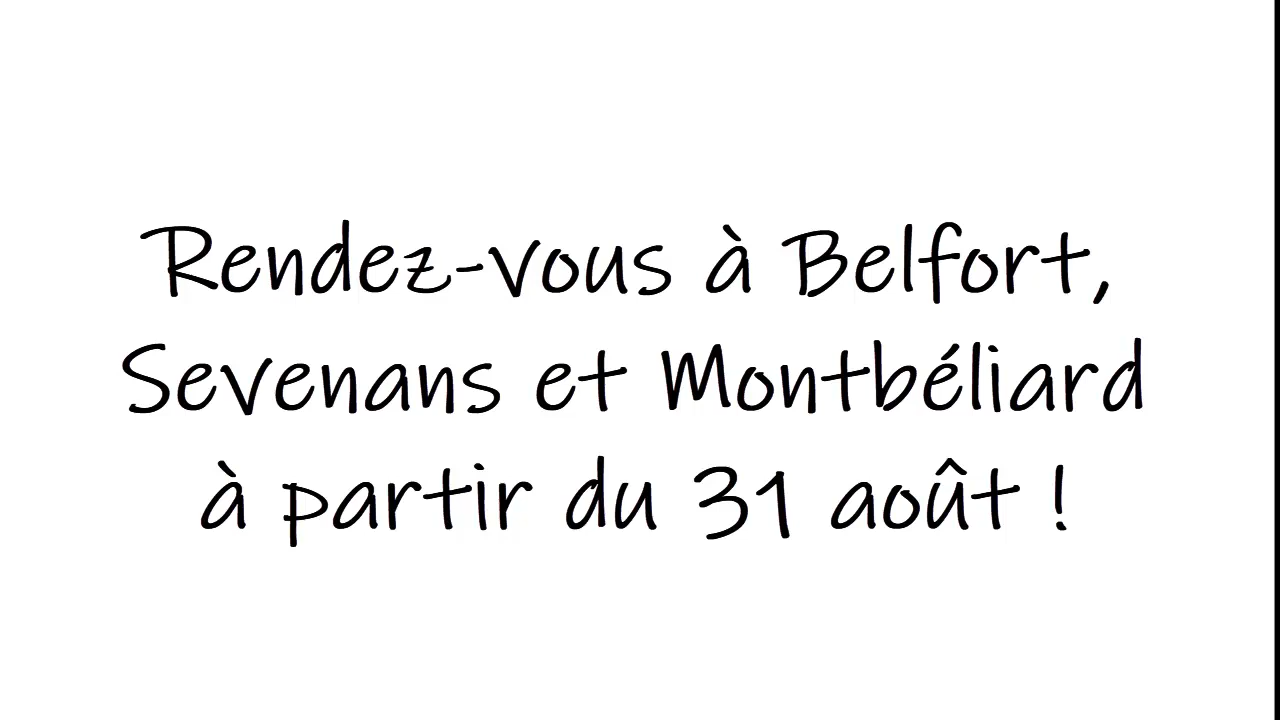 Rendez-vous à Belfort,
Sevenans et Montbéliard
à partir du 31 août !